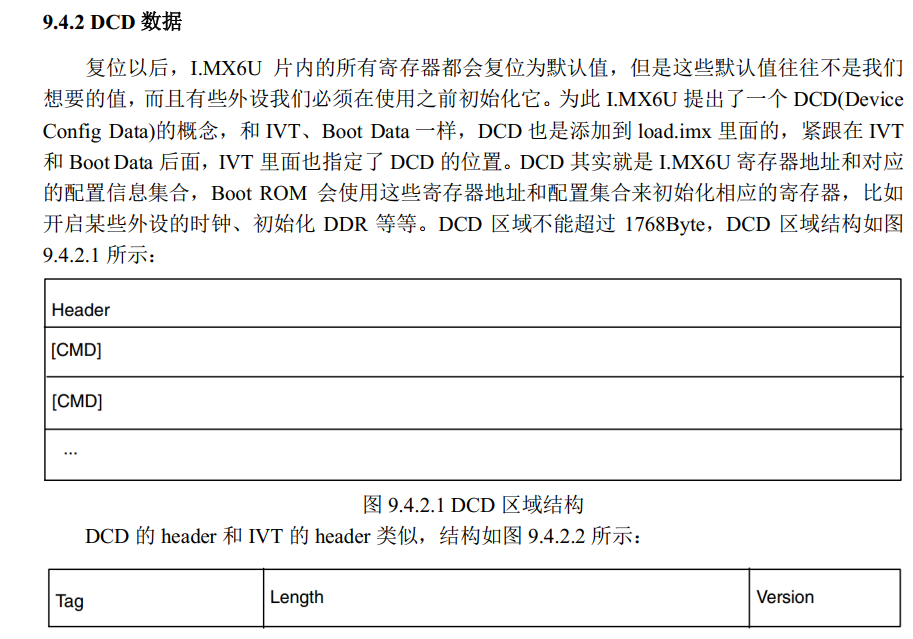 9.4.2 DCD 数据
复位以后，I.MX6U 片内的所有寄存器都会复位为默认值，但是这些默认值往往不是我们
想要的值，而且有些外设我们必须在使用之前初始化它。为此 I.MX6U 提出了一个 DCD(Device
Config Data)的概念，和 IVT、Boot Data 一样，DCD 也是添加到 load.imx 里面的，紧跟在 IVT
和 Boot Data 后面，IVT 里面也指定了 DCD 的位置。DCD 其实就是 I.MX6U 寄存器地址和对应
的配置信息集合，Boot ROM 会使用这些寄存器地址和配置集合来初始化相应的寄存器，比如
开启某些外设的时钟、初始化 DDR 等等。DCD 区域不能超过 1768Byte，DCD 区域结构如图
9.4.2.1 所示：
Header
[CMD]
[CMD]
...
图 9.4.2.1 DCD 区域结构
DCD 的 header 和 IVT 的 header 类似，结构如图 9.4.2.2 所示：
Tag Length Version